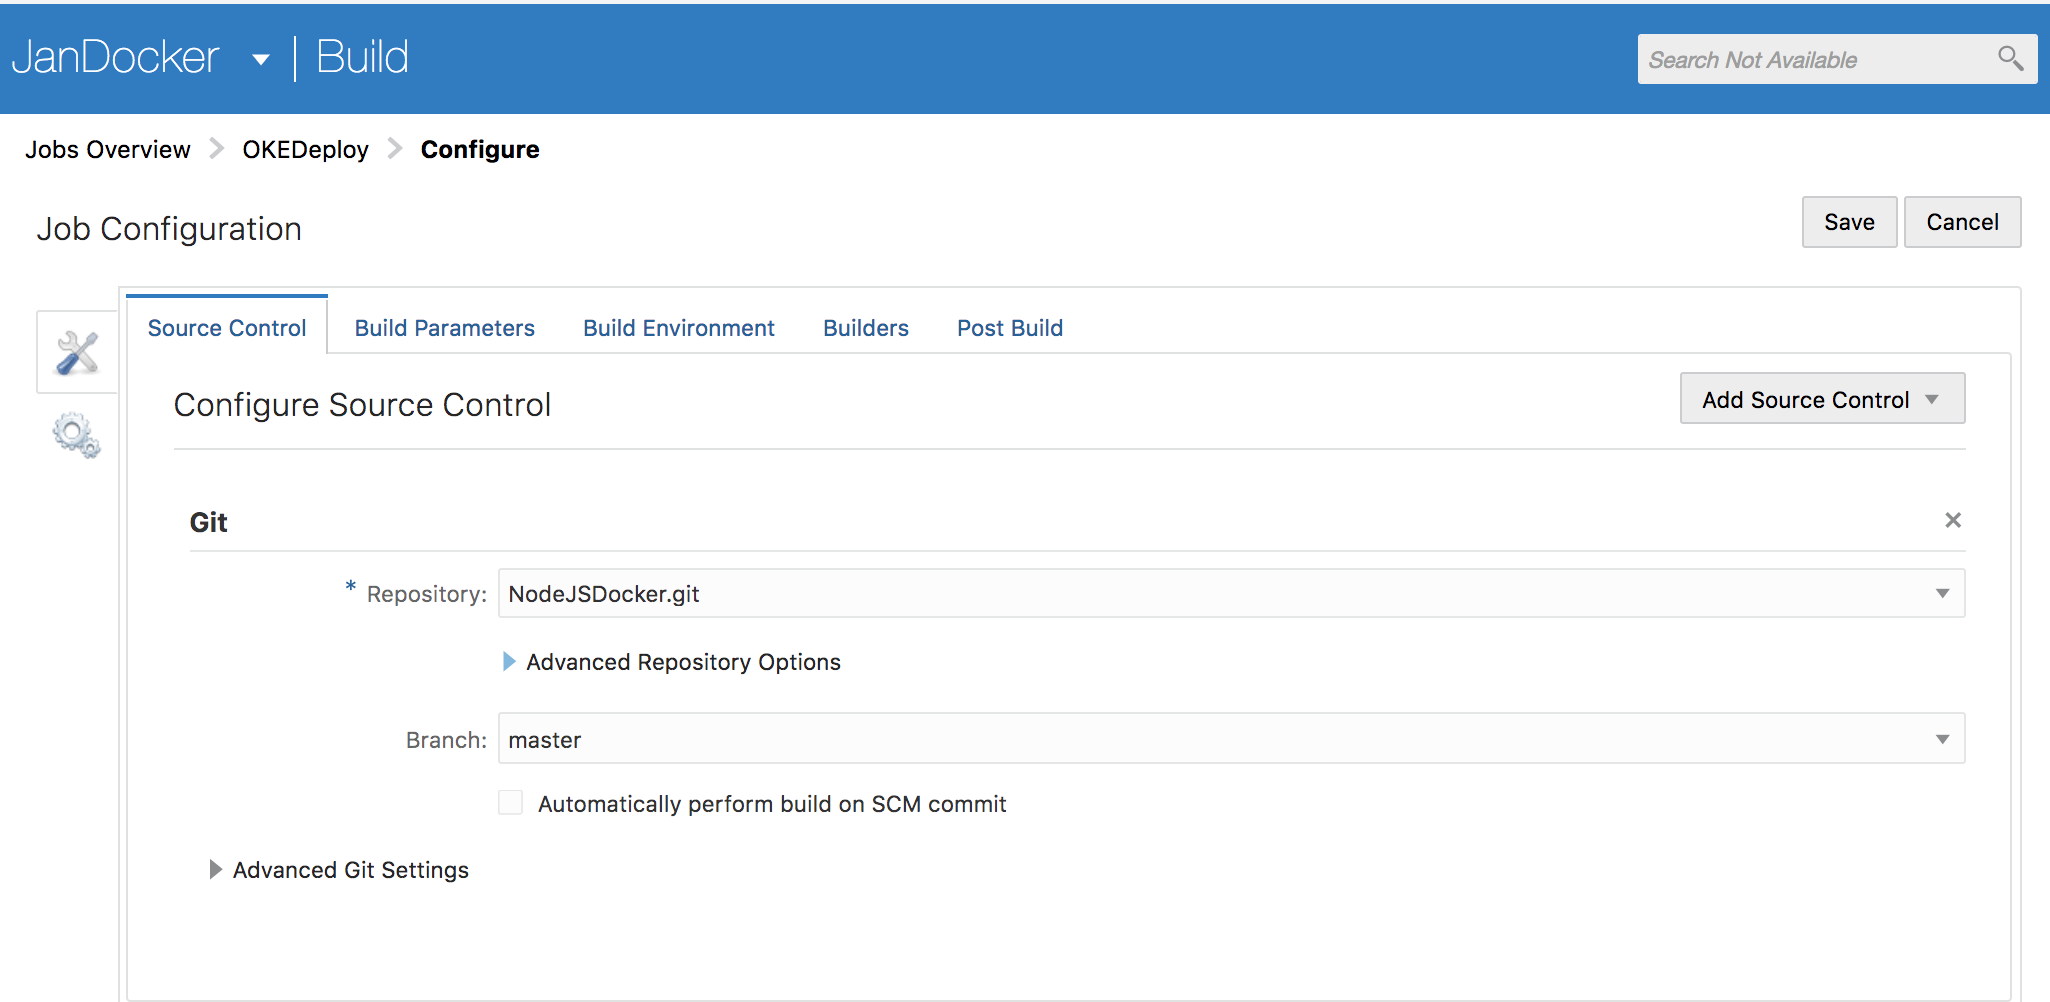 JanDocker | Build
Search Not Available
Jobs Overview OKEDeploy Configure
Job Configuration
Save Cancel
Source Control Build Parameters Build Environment Builders Post Build
Configure Source Control
Add Source Control
Git
* Repository: NodeJSDocker.git
Advanced Repository Options
Branch: master
Automatically perform build on SCM commit
Advanced Git Settings